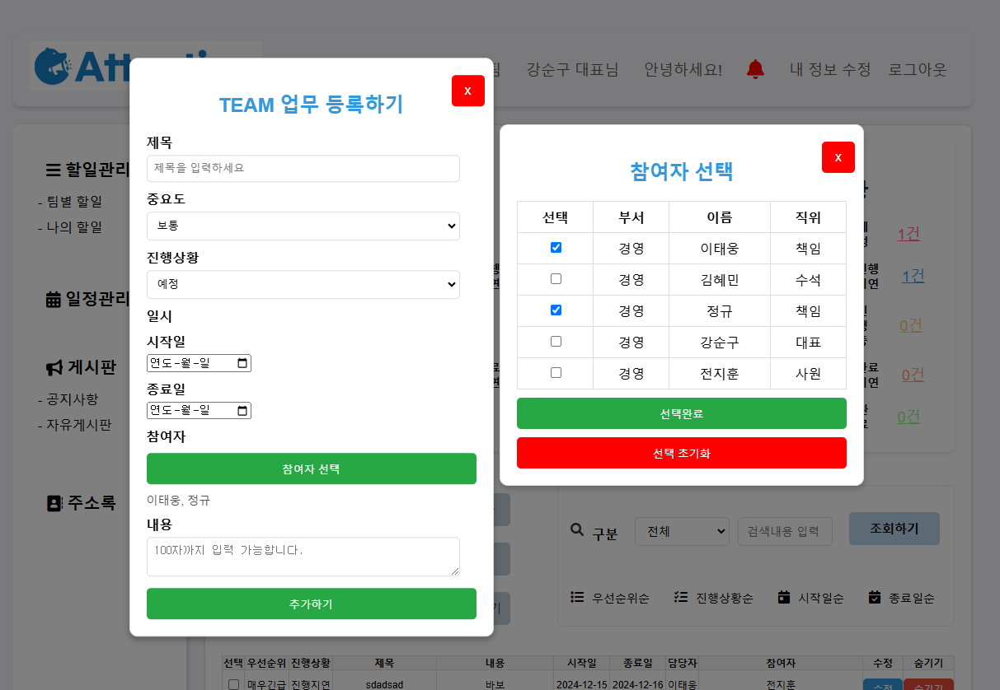 Att
강순구 대표님 안녕하세요! 내 정보 수정 로그아웃
할일관리
- 팀별 할일
- 나의 할일
일정관리
게시판
- 공지사항
- 자유게시판
주소록
X
TEAM 업무 등록하기
제목
제목을 입력하세요
중요도
보통
진행상황
예정
일시
시작일
연도-월-일
종료일
연도-월-일
참여자
참여자 선택
이태웅, 정규
내용
100자까지 입력 가능합니다.
추가하기
X
참여자 선택
선택 부서 이름 직위
경영 이태웅 책임
경영 김혜민 수석
경영 정규 책임
경영 강순구 대표
경영 전지훈 사원
선택완료
선택 초기화
1건
1건
0건
0건
0건
구분 전체 검색내용 입력 조회하기
우선순위순 진행상황순 시작일순 종료일순
선택 우선순위 진행상황 제목 내용 시작일 종료일 담당자 참여자 수정 숨기기
매우긴급 진행지연 sdadsad 바보 2024-12-15 2024-12-16 이태웅 전지훈 수정 숨기기